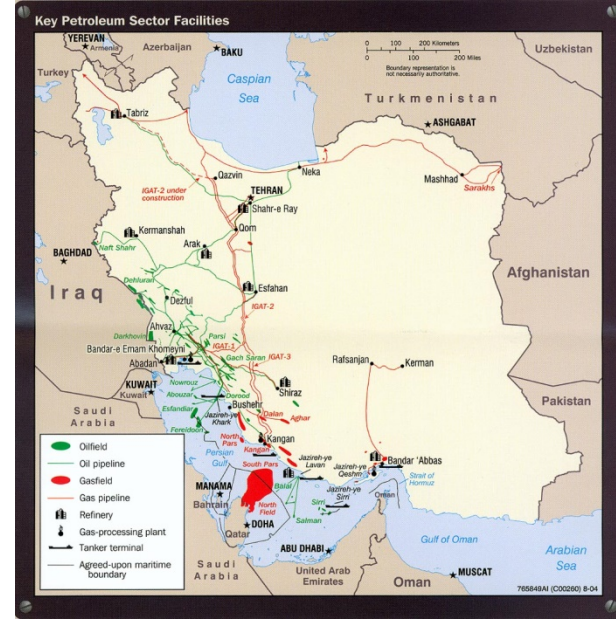 Key Petroleum Sector Facilities
YEREVAN
Armenia
Azerbaijan
BAKU
Turkey
Caspian
Sea
0 100 200 Kilometers
0 100 200 Miles
Boundary representation is
not necessarily authoritative.
Uzbekistan
Turkmenistan
ASHGABAT
Tabriz
Neka
Mashhad
Sarakhs
IGAT-2 under
construction
Qazvin
TEHRAN
Shahr-e Ray
Qom
Kermanshah
Arak
BAGHDAD
Naft Shahr
Iraq
Dehluran
Dezful
Esfahan
IGAT-2
Afghanistan
Ahvaz
Darkhovin
Parsi
IGAT-1
Bandar-e Emam Khomeyni
Gach Saran
IGAT-3
Abadan
Rafsanjan
Kerman
KUWAIT
Kuwait
Nowrouz
Abouzar
Dorood
Shiraz
Esfandiar
Jazireh-ye
Khark
Bushehr
Dalan
Aghar
Fereidoon
Saudi
Arabia
Pakistan
Persian
Gulf
North
Pars
Kangan
Kangan
South Pars
Jazireh-ye
Lavan
Jazireh-ye
Qeshm
Bandar 'Abbas
Strait of
Hormuz
MANAMA
Bahrain
Balal
Sirri
Jazireh-ye
Sirri
Oman
North
Field
Salman
Qatar
DOHA
Gulf of Oman
Arabian
Sea
Saudi
Arabia
ABU DHABI
United Arab
Emirates
Oman
MUSCAT
Oilfield
Oil pipeline
Gasfield
Gas pipeline
Refinery
Gas-processing plant
Tanker terminal
Agreed-upon maritime
boundary
765849AI (C00260) 8-04